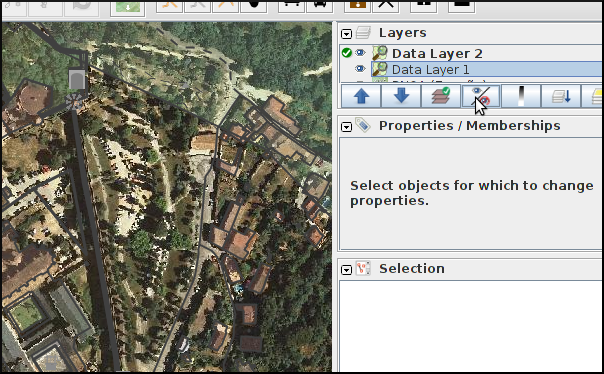 Layers
Data Layer 2
Data Layer 1
Properties / Memberships
Select objects for which to change
properties.
Selection